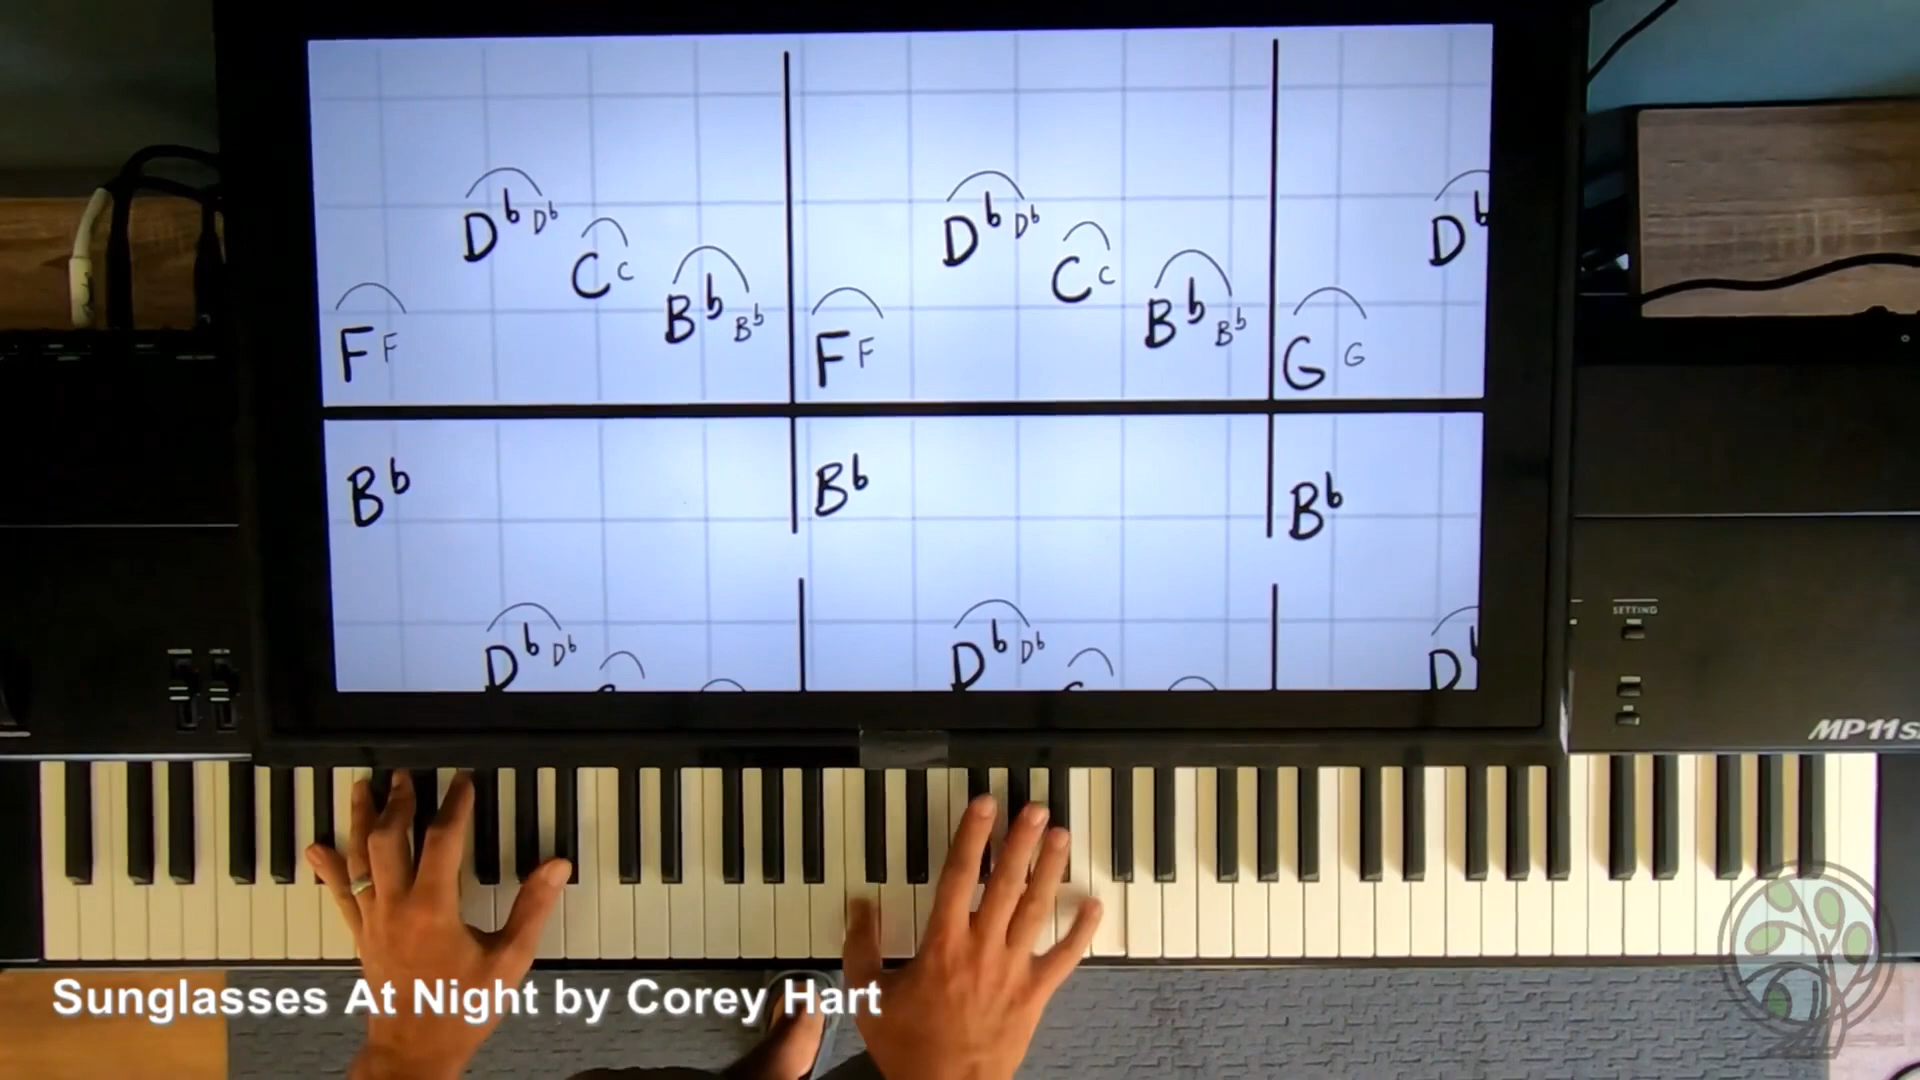 D♭ D♭ D♭ D♭ D♭
C C C C
B♭ B♭ B♭ B♭
F F F F G G
B♭ B♭ B♭
D♭ D♭ D♭ D♭ D
SETTING
MP11S
Sunglasses At Night by Corey Hart